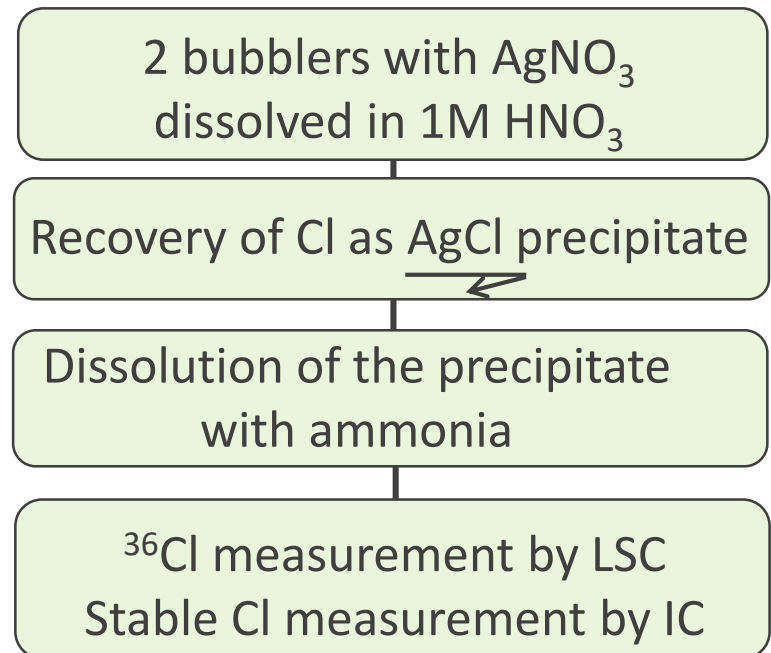 2 bubblers with AgNO₃
dissolved in 1M HNO₃
Recovery of Cl as AgCl precipitate
Dissolution of the precipitate
with ammonia
³⁶Cl measurement by LSC
Stable Cl measurement by IC